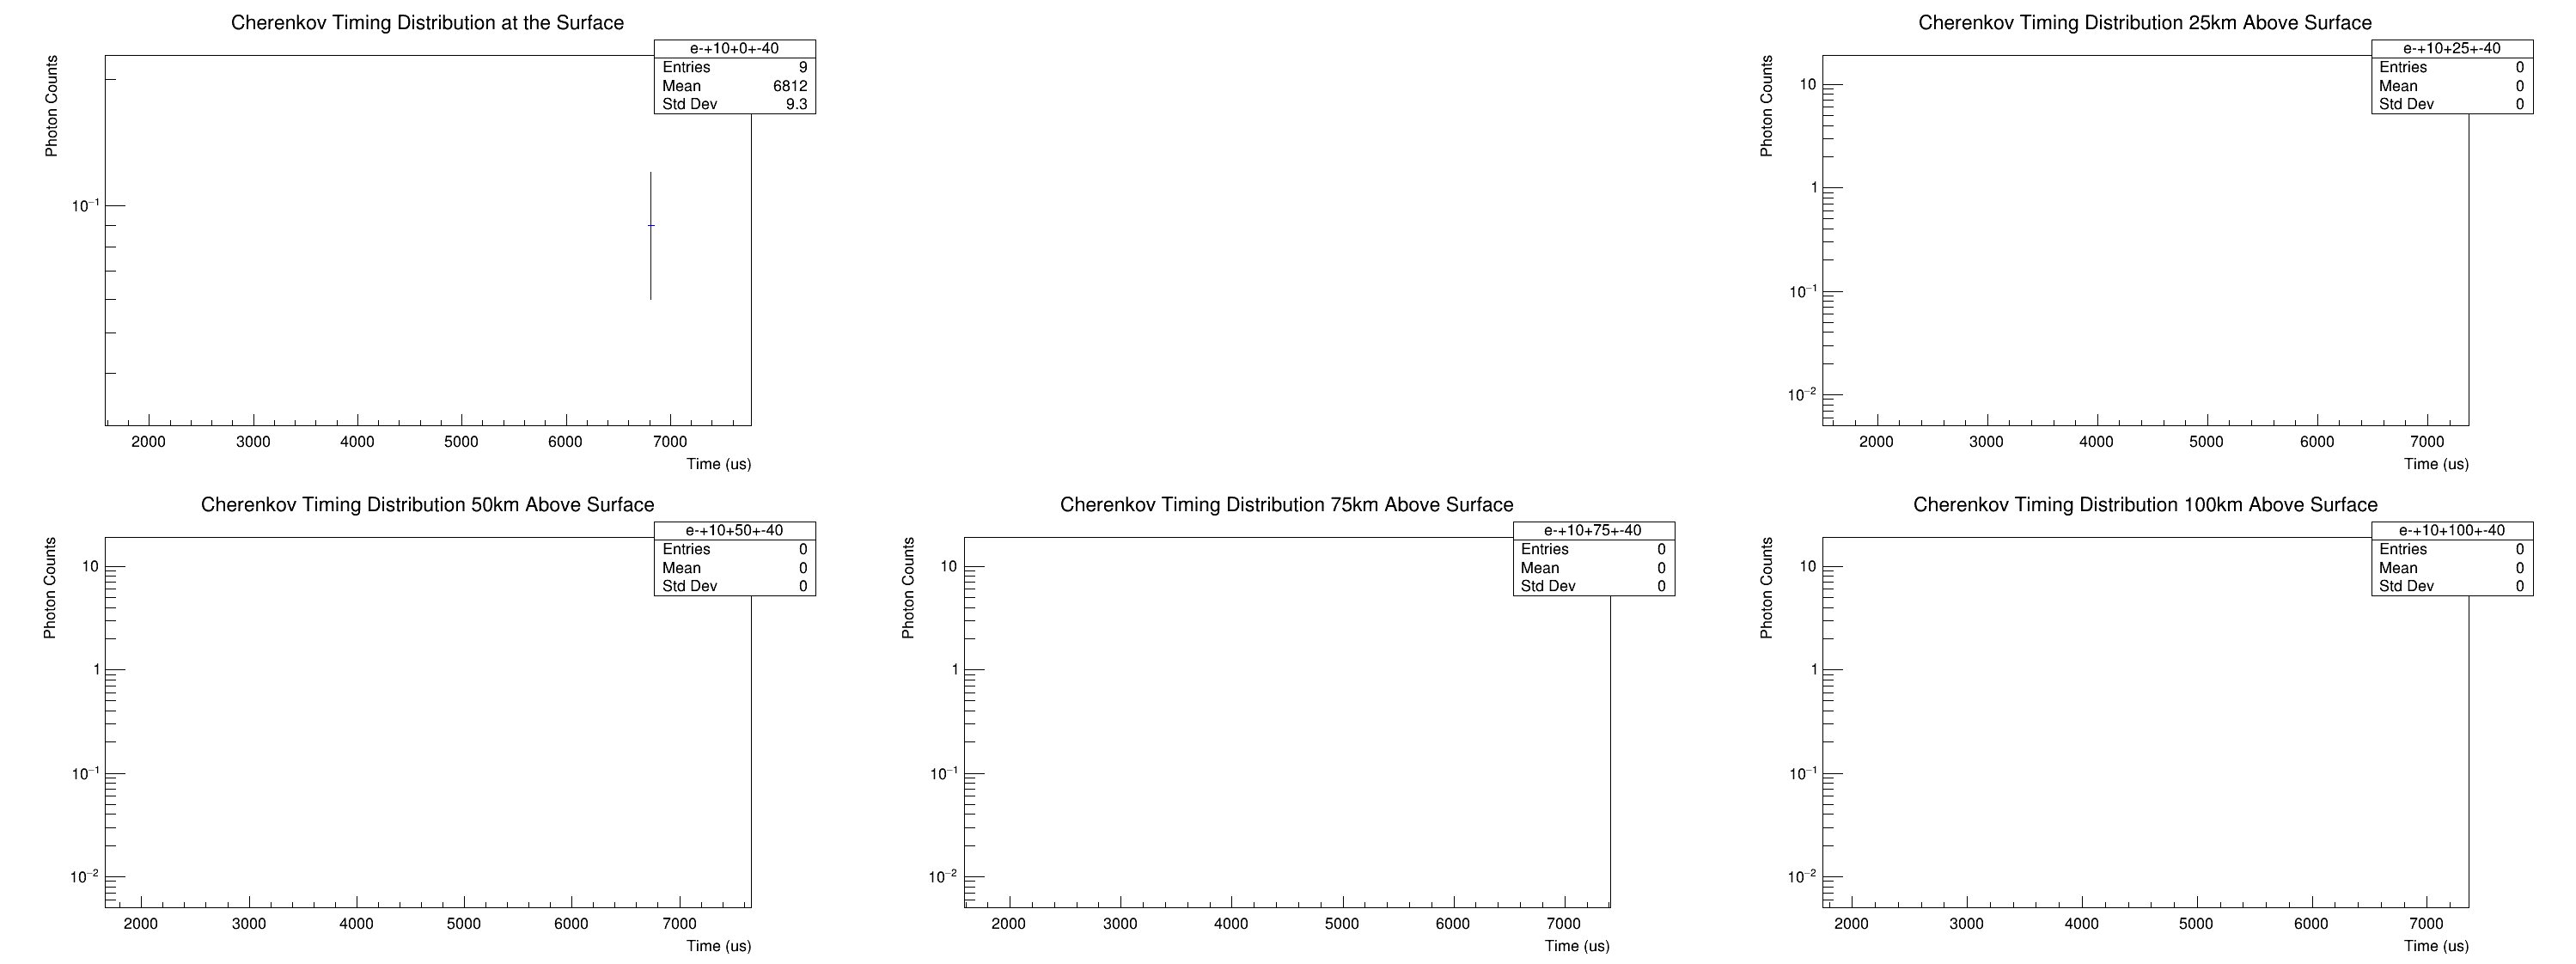 Cherenkov Timing Distribution at the Surface
e-+10+0+-40
Entries 9
Mean 6812
Std Dev 9.3
Photon Counts
10⁻¹
2000 3000 4000 5000 6000 7000
Time (us)
Cherenkov Timing Distribution 25km Above Surface
e-+10+25+-40
Entries 0
Mean 0
Std Dev 0
Photon Counts
10
1
10⁻¹
10⁻²
2000 3000 4000 5000 6000 7000
Time (us)
Cherenkov Timing Distribution 50km Above Surface
e-+10+50+-40
Entries 0
Mean 0
Std Dev 0
Photon Counts
10
1
10⁻¹
10⁻²
2000 3000 4000 5000 6000 7000
Time (us)
Cherenkov Timing Distribution 75km Above Surface
e-+10+75+-40
Entries 0
Mean 0
Std Dev 0
Photon Counts
10
1
10⁻¹
10⁻²
2000 3000 4000 5000 6000 7000
Time (us)
Cherenkov Timing Distribution 100km Above Surface
e-+10+100+-40
Entries 0
Mean 0
Std Dev 0
Photon Counts
10
1
10⁻¹
10⁻²
2000 3000 4000 5000 6000 7000
Time (us)